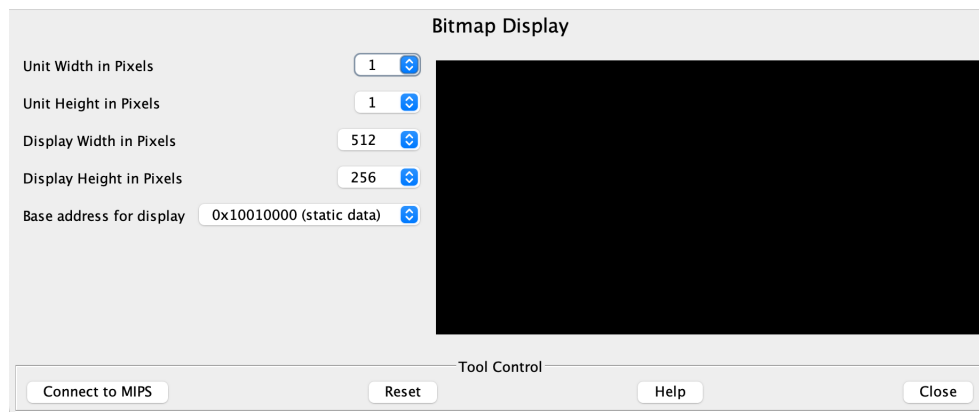 Bitmap Display
Unit Width in Pixels 1
Unit Height in Pixels 1
Display Width in Pixels 512
Display Height in Pixels 256
Base address for display 0x10010000 (static data)
Tool Control
Connect to MIPS Reset Help Close